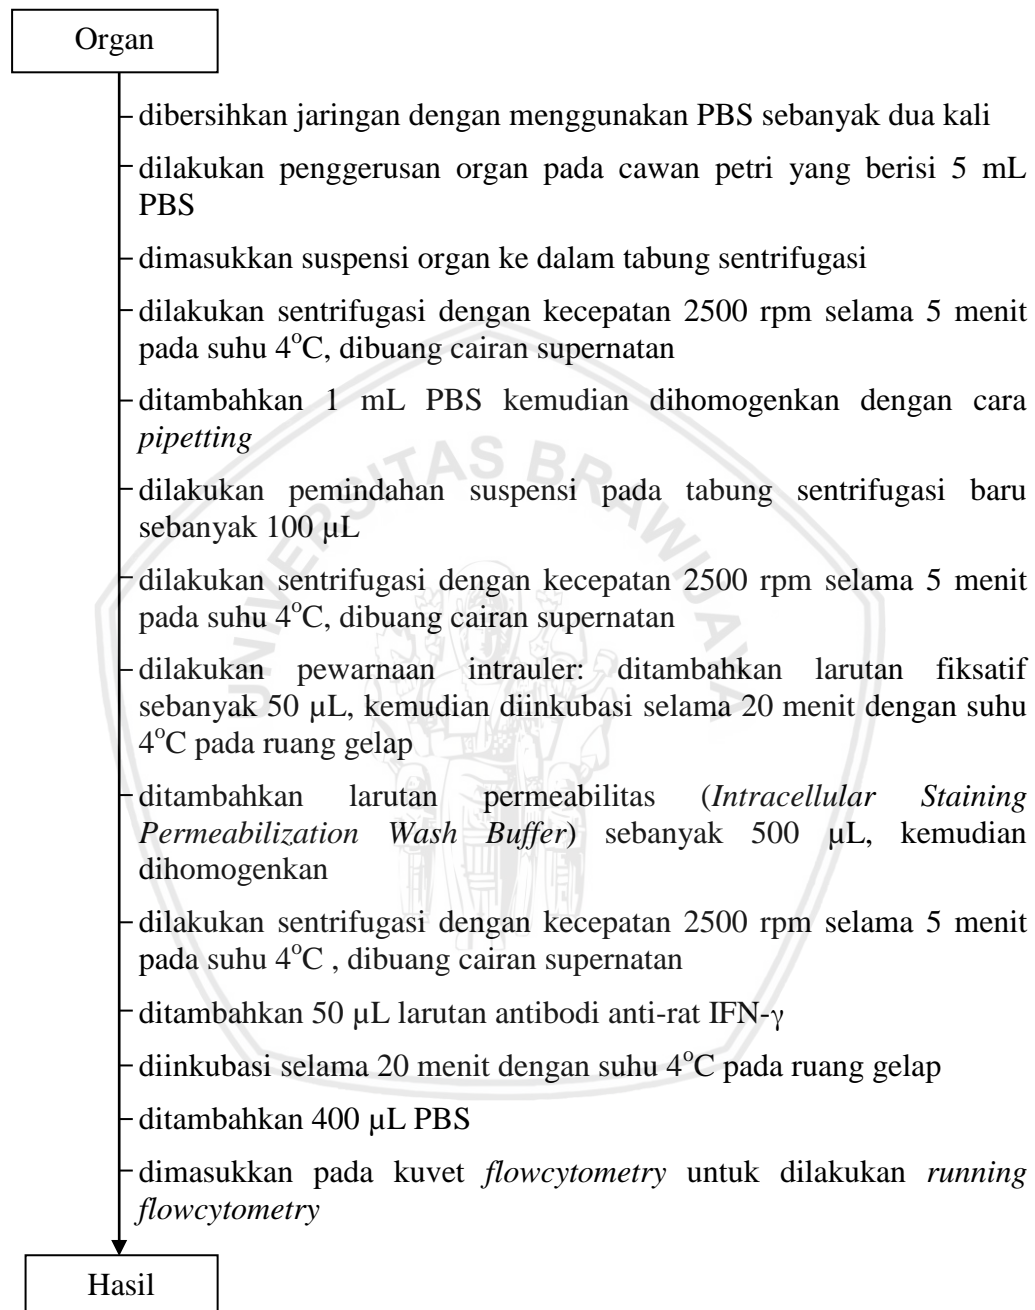 Organ
dibersihkan jaringan dengan menggunakan PBS sebanyak dua kali
dilakukan penggerusan organ pada cawan petri yang berisi 5 mL
PBS
dimasukkan suspensi organ ke dalam tabung sentrifugasi
dilakukan sentrifugasi dengan kecepatan 2500 rpm selama 5 menit
pada suhu 4°C, dibuang cairan supernatan
ditambahkan 1 mL PBS kemudian dihomogenkan dengan cara
pipetting
dilakukan pemindahan suspensi pada tabung sentrifugasi baru
sebanyak 100 µL
dilakukan sentrifugasi dengan kecepatan 2500 rpm selama 5 menit
pada suhu 4°C, dibuang cairan supernatan
dilakukan pewarnaan intrauler: ditambahkan larutan fiksatif
sebanyak 50 µL, kemudian diinkubasi selama 20 menit dengan suhu
4°C pada ruang gelap
ditambahkan larutan permeabilitas (Intracellular Staining
Permeabilization Wash Buffer) sebanyak 500 µL, kemudian
dihomogenkan
dilakukan sentrifugasi dengan kecepatan 2500 rpm selama 5 menit
pada suhu 4°C , dibuang cairan supernatan
ditambahkan 50 µL larutan antibodi anti-rat IFN-γ
diinkubasi selama 20 menit dengan suhu 4°C pada ruang gelap
ditambahkan 400 µL PBS
dimasukkan pada kuvet flowcytometry untuk dilakukan running
flowcytometry
Hasil
UNIVERSITAS BRAWIJAYA